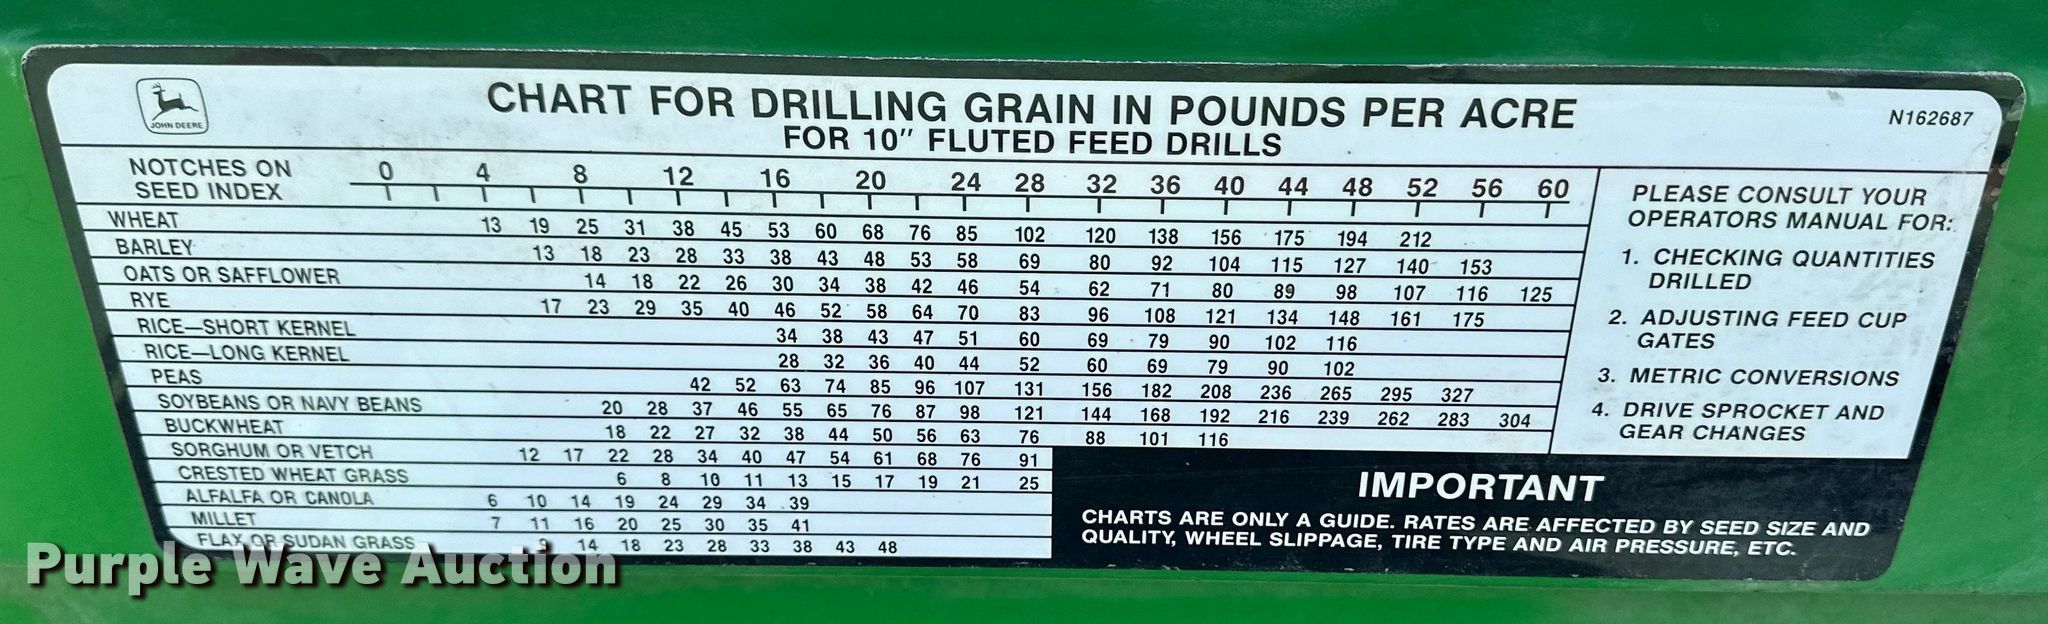 JOHN DEERE
CHART FOR DRILLING GRAIN IN POUNDS PER ACRE
FOR 10" FLUTED FEED DRILLS
N162687
NOTCHES ON
SEED INDEX
0 4 8 12 16 20 24 28 32 36 40 44 48 52 56 60
WHEAT 13 19 25 31 38 45 53 60 68 76 85 102 120 138 156 175 194 212
BARLEY 13 18 23 28 33 38 43 48 53 58 69 80 92 104 115 127 140 153
OATS OR SAFFLOWER 14 18 22 26 30 34 38 42 46 54 62 71 80 89 98 107 116 125
RYE 17 23 29 35 40 46 52 58 64 70 83 96 108 121 134 148 161 175
RICE—SHORT KERNEL 34 38 43 47 51 60 69 79 90 102 116
RICE—LONG KERNEL 28 32 36 40 44 52 60 69 79 90 102
PEAS 42 52 63 74 85 96 107 131 156 182 208 236 265 295 327
SOYBEANS OR NAVY BEANS 20 28 37 46 55 65 76 87 98 121 144 168 192 216 239 262 283 304
BUCKWHEAT 18 22 27 32 38 44 50 56 63 76 88 101 116
SORGHUM OR VETCH 12 17 22 28 34 40 47 54 61 68 76 91
CRESTED WHEAT GRASS 6 8 10 11 13 15 17 19 21 25
ALFALFA OR CANOLA 6 10 14 19 24 29 34 39
MILLET 7 11 16 20 25 30 35 41
FLAX OR SUDAN GRASS 9 14 18 23 28 33 38 43 48
PLEASE CONSULT YOUR
OPERATORS MANUAL FOR:
1. CHECKING QUANTITIES
DRILLED
2. ADJUSTING FEED CUP
GATES
3. METRIC CONVERSIONS
4. DRIVE SPROCKET AND
GEAR CHANGES
IMPORTANT
CHARTS ARE ONLY A GUIDE. RATES ARE AFFECTED BY SEED SIZE AND
QUALITY, WHEEL SLIPPAGE, TIRE TYPE AND AIR PRESSURE, ETC.
Purple Wave Auction